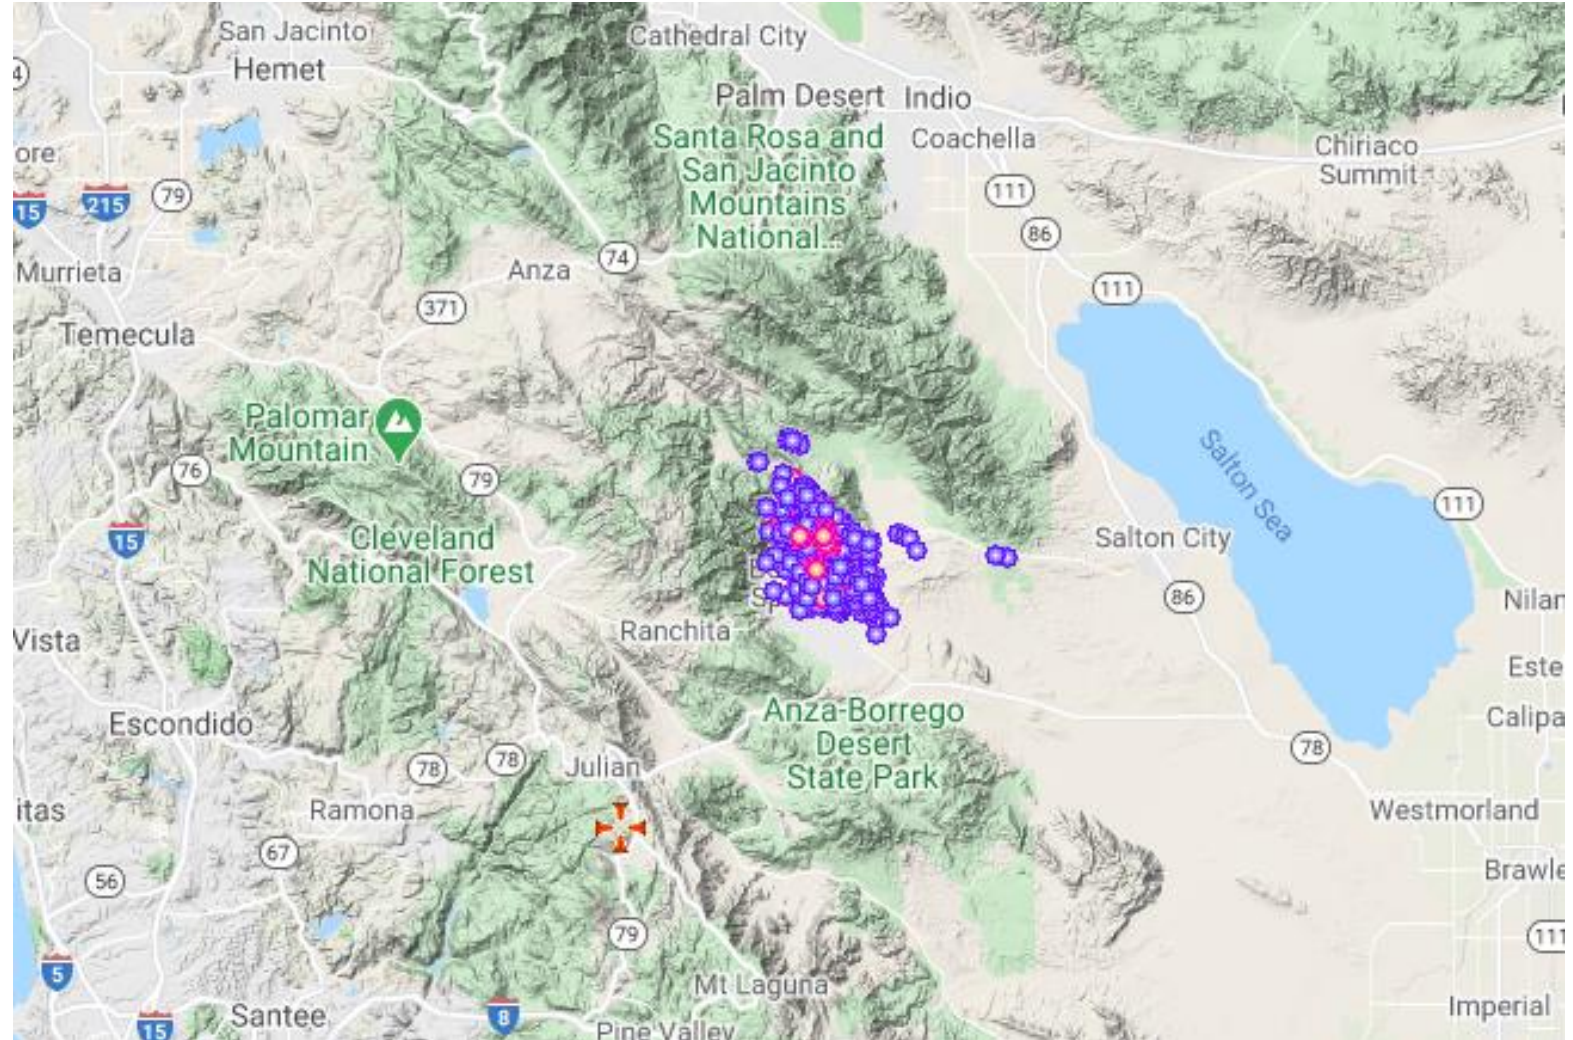 San Jacinto
Hemet
Cathedral City
Palm Desert
Indio
Santa Rosa and
San Jacinto
Mountains
National...
Coachella
Chiriaco
Summit
4
ore
15
215
79
111
86
74
Murrieta
Anza
111
371
Temecula
Palomar
Mountain
76
79
Salton Sea
111
15
Cleveland
National Forest
Salton City
86
Nilan
Vista
Ranchita
Este
Escondido
Anza-Borrego
Desert
State Park
Calipa
78
78
78
Julian
itas
Ramona
Westmorland
67
56
Brawle
79
111
5
Mt Laguna
15
Santee
8
Pine Valley
Imperial